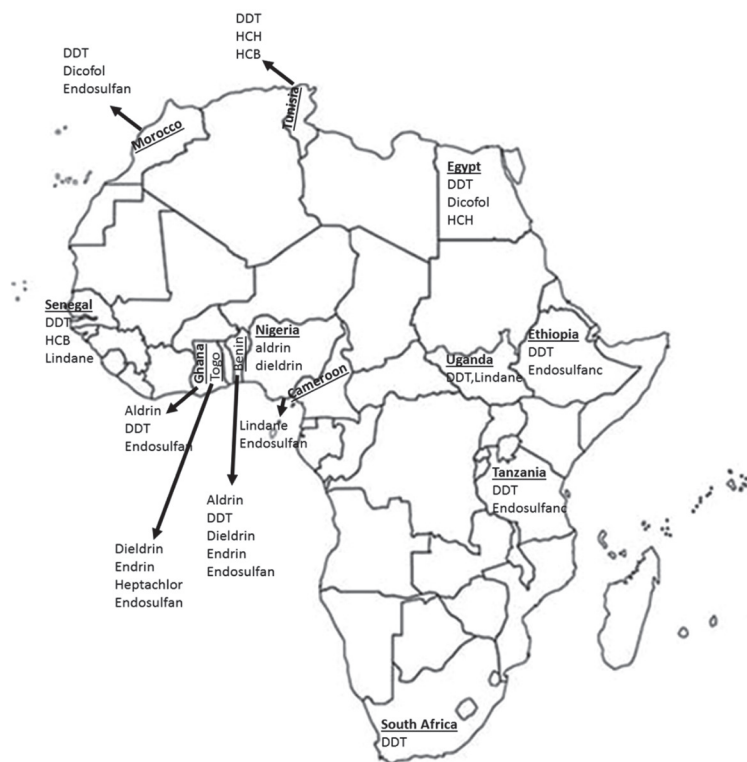 DDT
HCH
HCB
DDT
Dicofol
Endosulfan
Tunisia
Morocco
Egypt
DDT
Dicofol
HCH
Senegal
DDT
HCB
Lindane
Ghana
Togo
Benin
Nigeria
aldrin
dieldrin
Cameroon
Uganda
DDT,Lindane
Ethiopia
DDT
Endosulfanc
Aldrin
DDT
Endosulfan
Lindane
Endosulfan
Tanzania
DDT
Endosulfanc
Aldrin
DDT
Dieldrin
Endrin
Endosulfan
Dieldrin
Endrin
Heptachlor
Endosulfan
South Africa
DDT